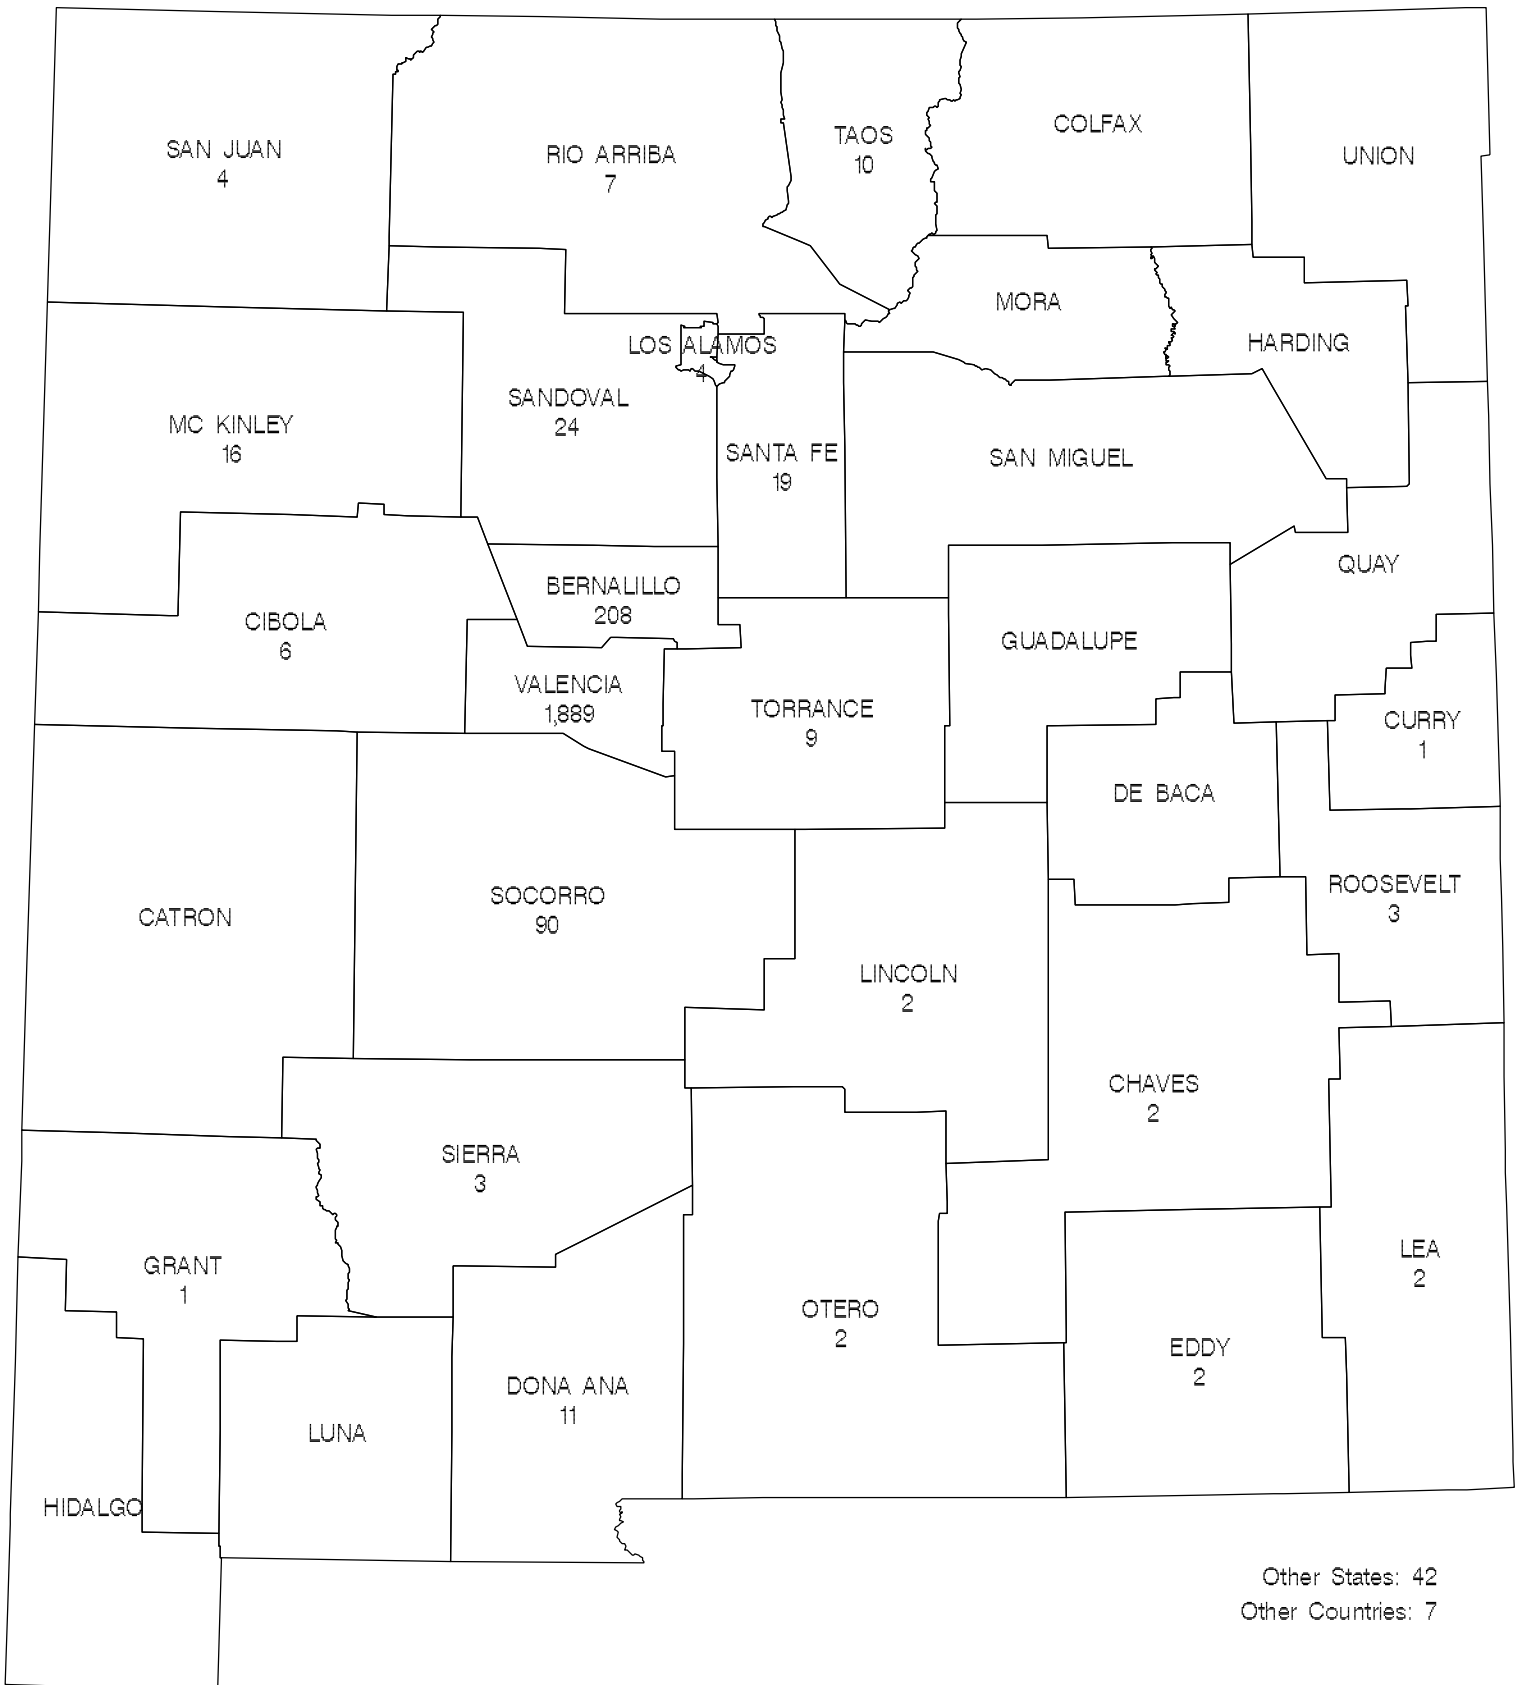 COLFAX
TAOS
10
SAN JUAN
4
RIO ARRIBA
7
UNION
MORA
HARDING
LOS ALAMOS
4
SANDOVAL
24
MC KINLEY
16
SANTA FE
19
SAN MIGUEL
QUAY
BERNALILLO
208
CIBOLA
6
GUADALUPE
VALENCIA
1,889
TORRANCE
9
CURRY
1
DE BACA
ROOSEVELT
3
SOCORRO
90
CATRON
LINCOLN
2
CHAVES
2
SIERRA
3
LEA
2
GRANT
1
OTERO
2
EDDY
2
DONA ANA
11
LUNA
HIDALGO
Other States: 42
Other Countries: 7